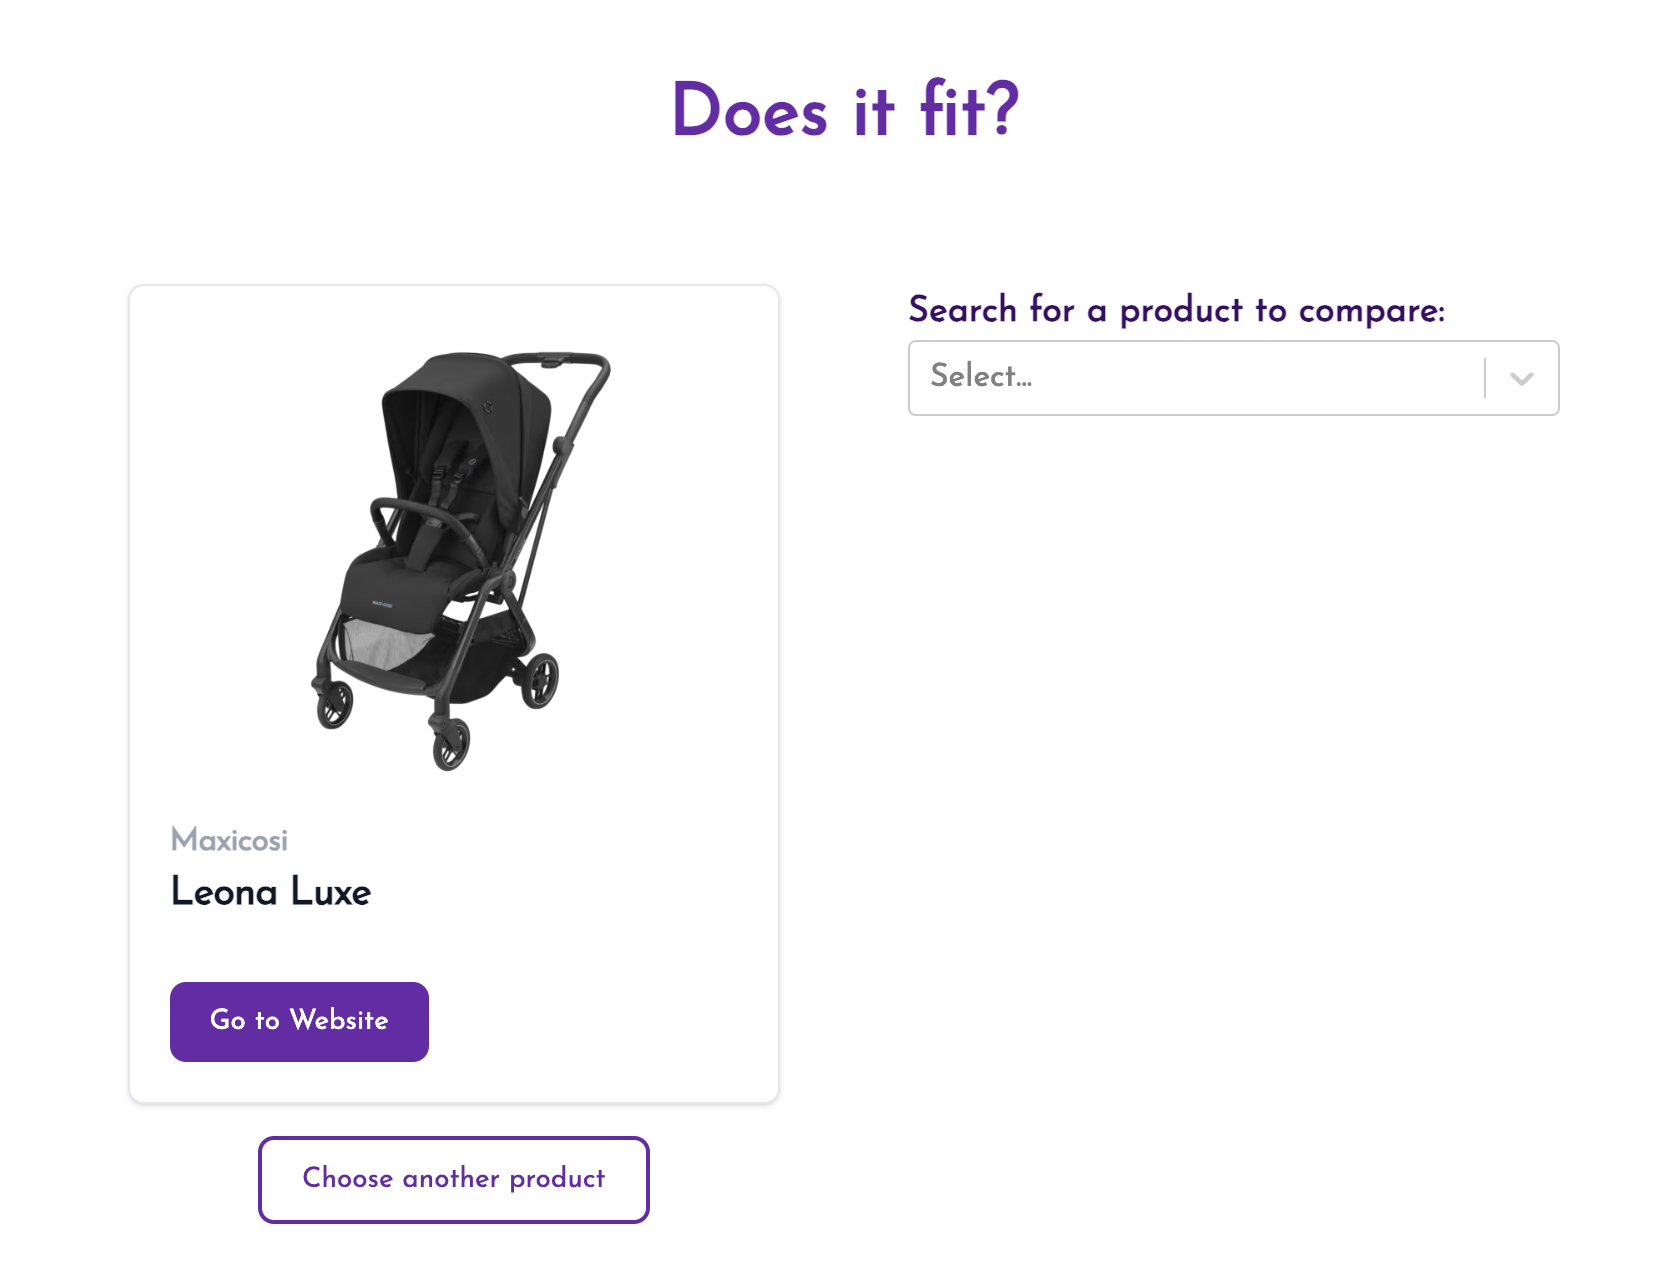 Does it fit?
Search for a product to compare:
Select...
Maxicosi
Leona Luxe
Go to Website
Choose another product